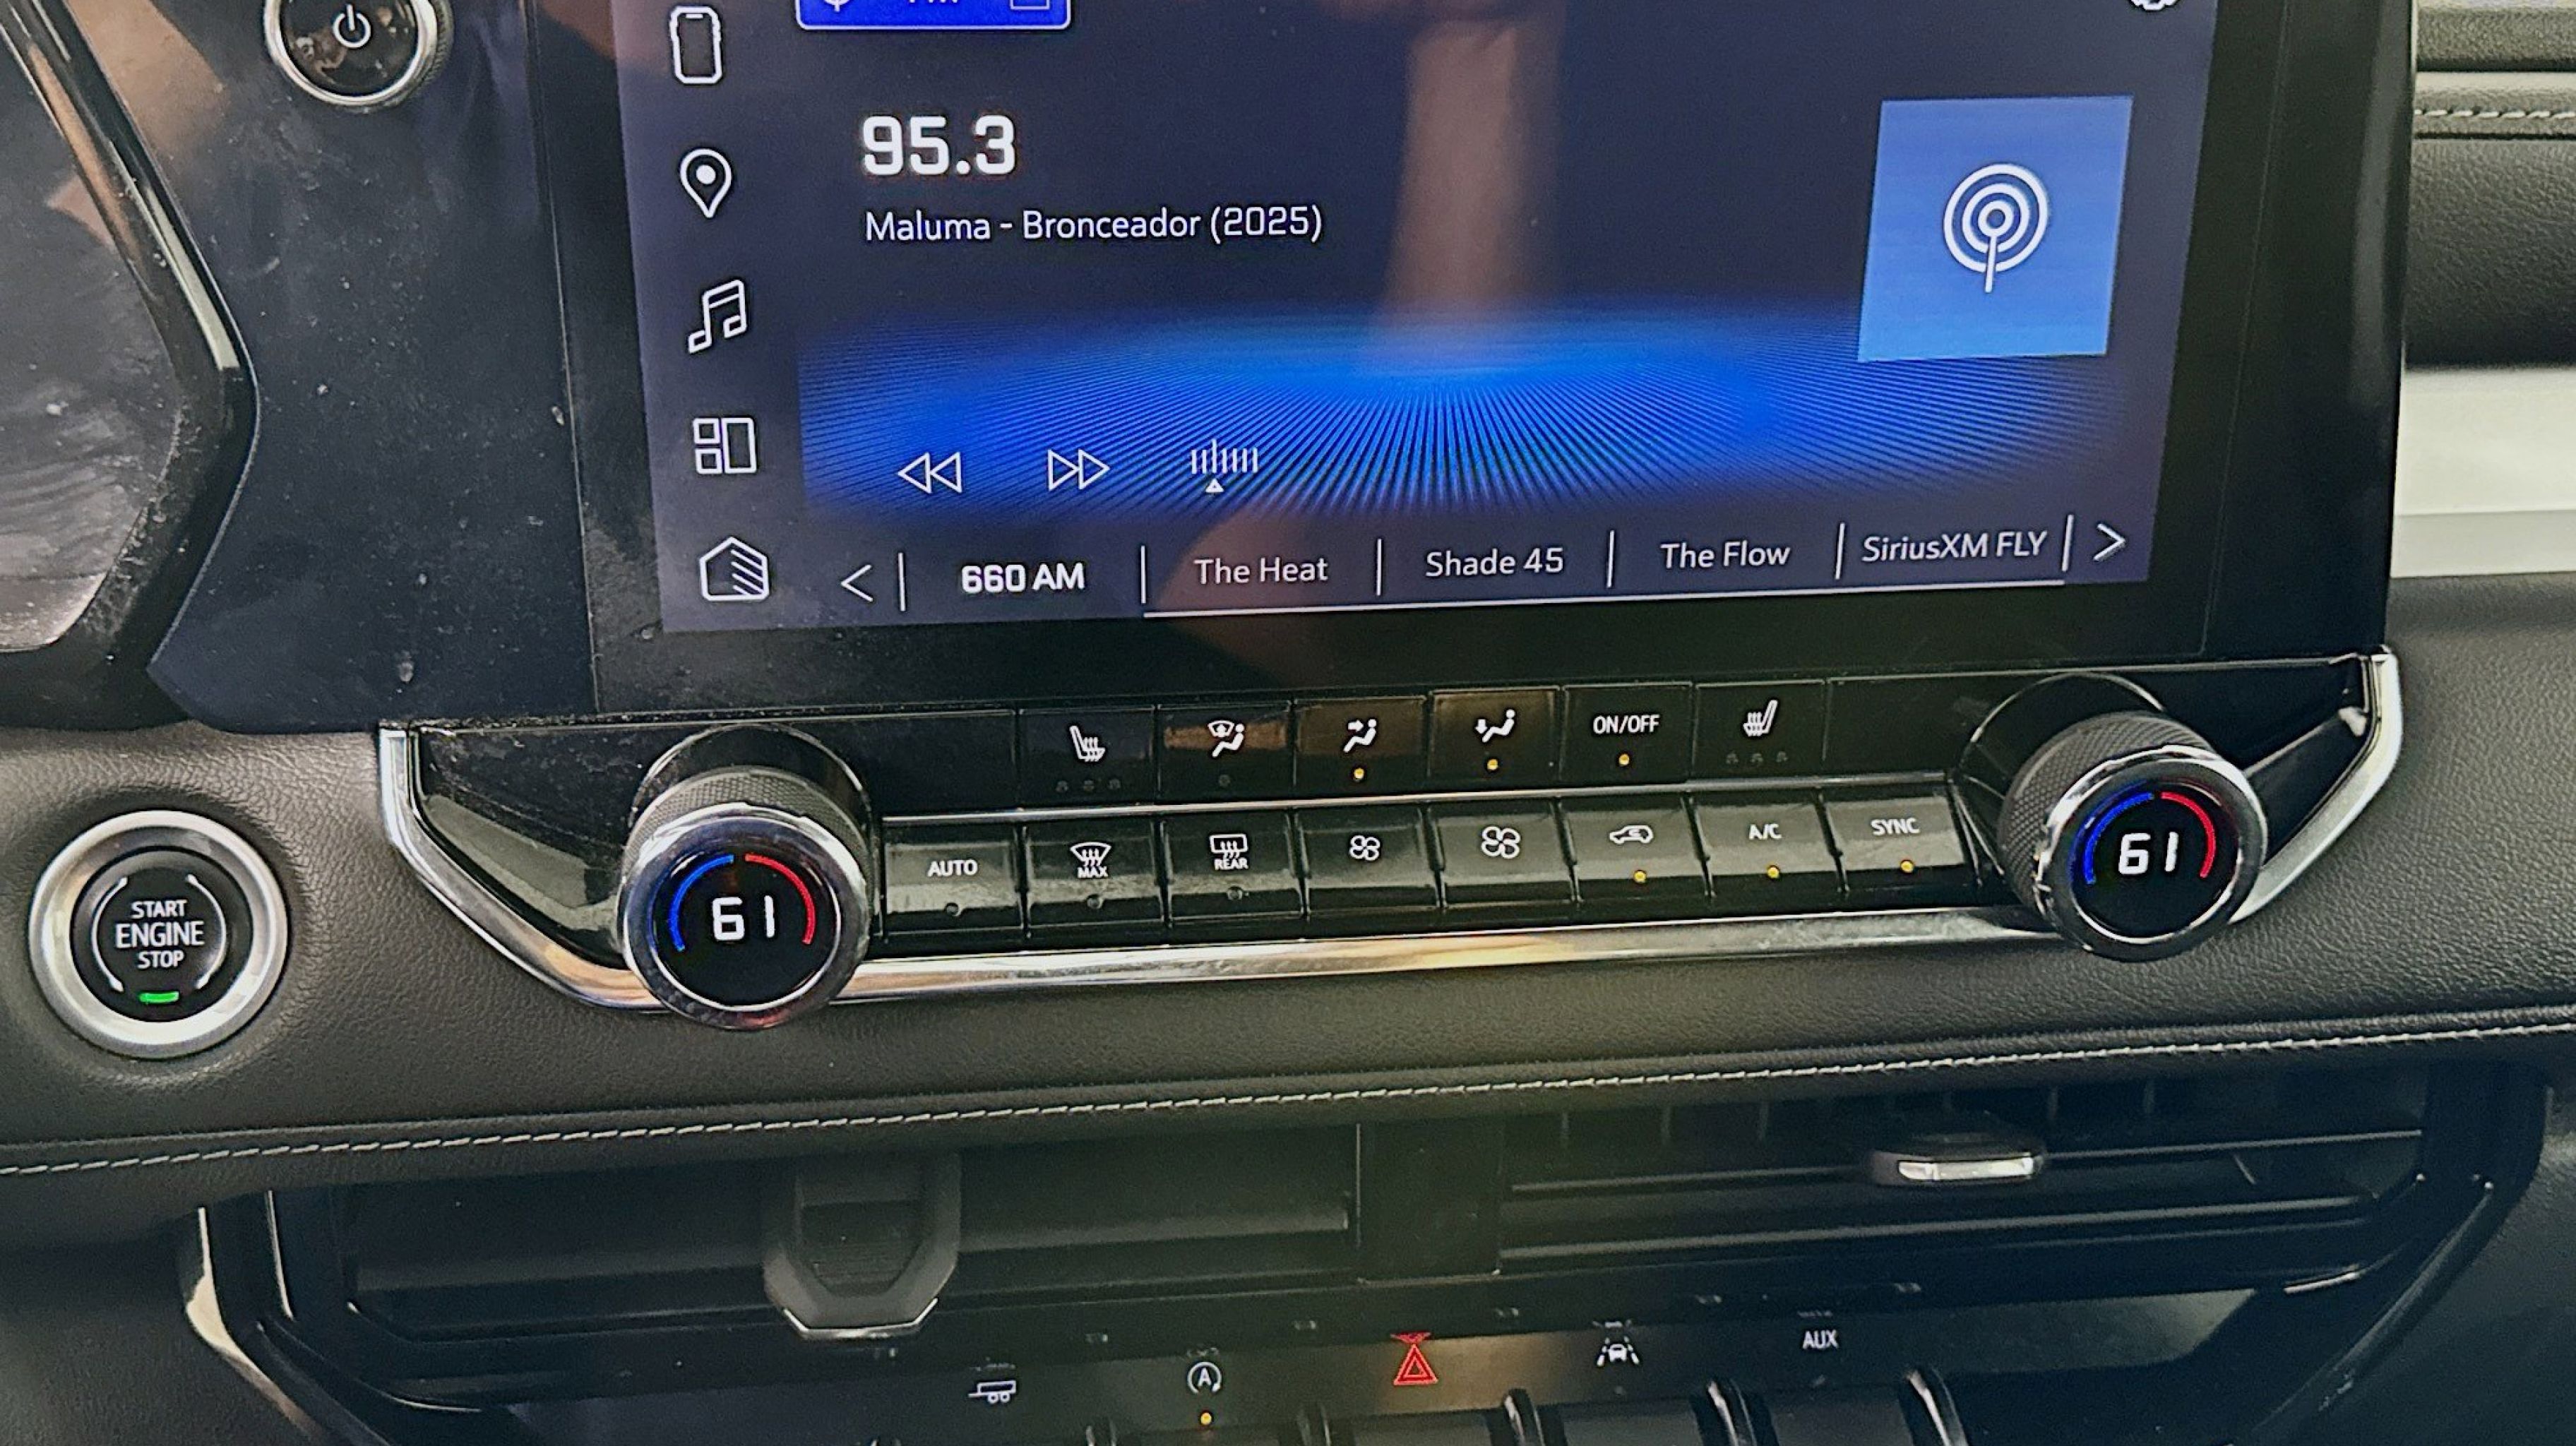 95.3
Maluma - Bronceador (2025)
660 AM
The Heat
Shade 45
The Flow
SiriusXM FLY
ON/OFF
AUTO
MAX
REAR
A/C
SYNC
61
61
START
ENGINE
STOP
A
AUX